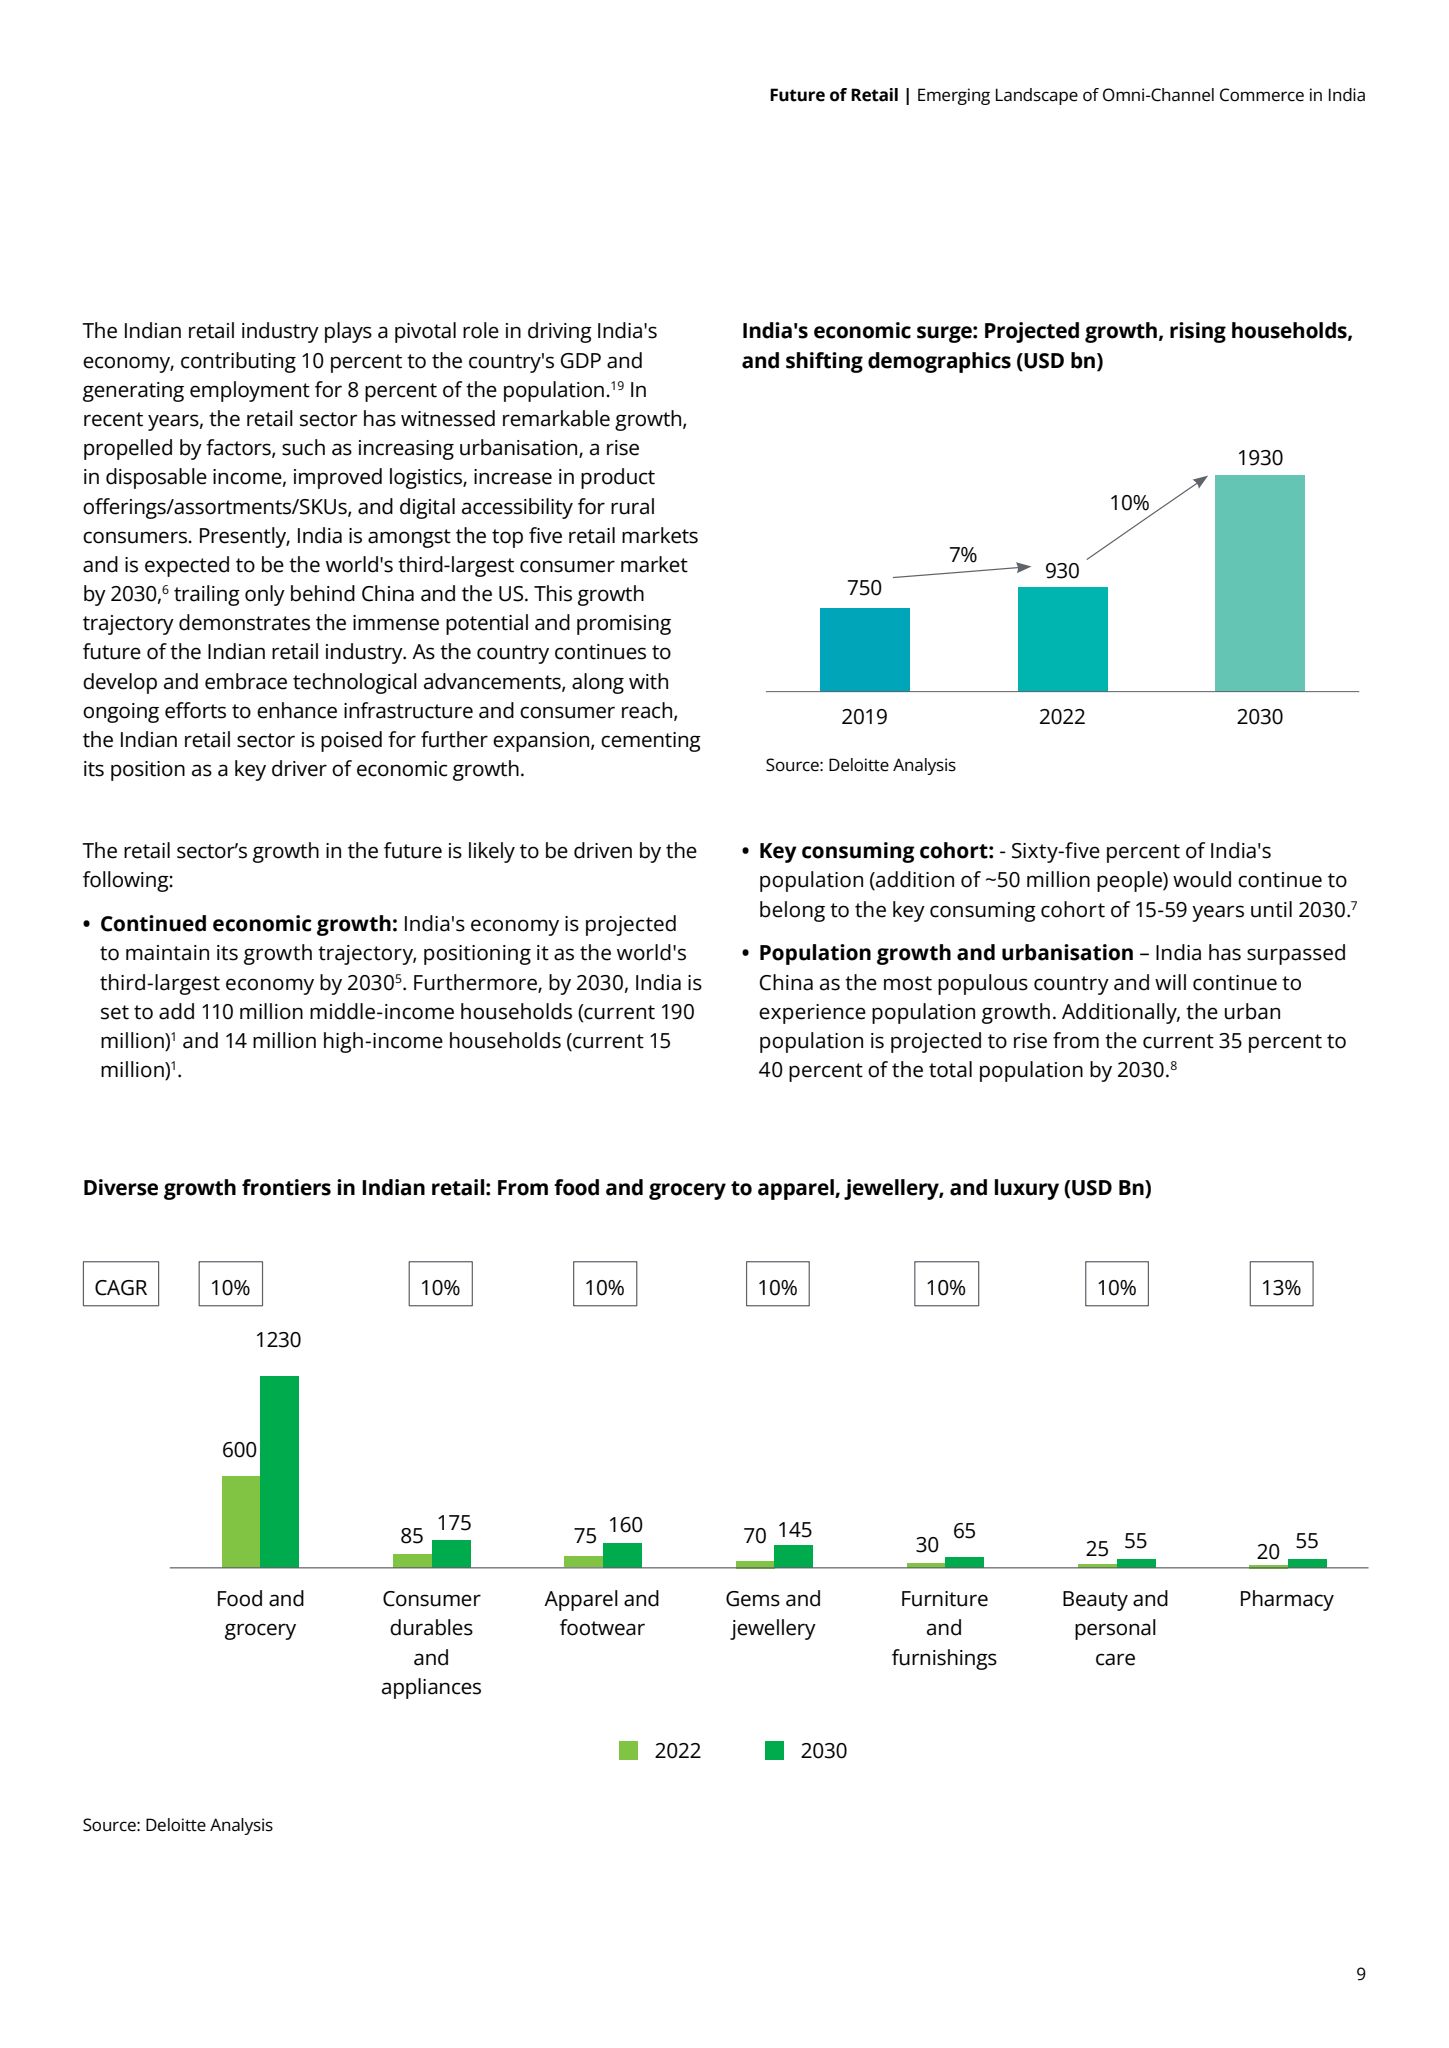 Future of Retail | Emerging Landscape of Omni-Channel Commerce in India
The Indian retail industry plays a pivotal role in driving India's
economy, contributing 10 percent to the country's GDP and
generating employment for 8 percent of the population.19 In
recent years, the retail sector has witnessed remarkable growth,
propelled by factors, such as increasing urbanisation, a rise
in disposable income, improved logistics, increase in product
offerings/assortments/SKUs, and digital accessibility for rural
consumers. Presently, India is amongst the top five retail markets
and is expected to be the world's third-largest consumer market
by 2030,6 trailing only behind China and the US. This growth
trajectory demonstrates the immense potential and promising
future of the Indian retail industry. As the country continues to
develop and embrace technological advancements, along with
ongoing efforts to enhance infrastructure and consumer reach,
the Indian retail sector is poised for further expansion, cementing
its position as a key driver of economic growth.
India's economic surge: Projected growth, rising households,
and shifting demographics (USD bn)
1930
10%
7%
930
750
2019 2022 2030
Source: Deloitte Analysis
The retail sector’s growth in the future is likely to be driven by the
following:
• Continued economic growth: India's economy is projected
to maintain its growth trajectory, positioning it as the world's
third-largest economy by 20305. Furthermore, by 2030, India is
set to add 110 million middle-income households (current 190
million)1 and 14 million high-income households (current 15
million)1.
• Key consuming cohort: - Sixty-five percent of India's
population (addition of ~50 million people) would continue to
belong to the key consuming cohort of 15-59 years until 2030.7
• Population growth and urbanisation – India has surpassed
China as the most populous country and will continue to
experience population growth. Additionally, the urban
population is projected to rise from the current 35 percent to
40 percent of the total population by 2030.8
Diverse growth frontiers in Indian retail: From food and grocery to apparel, jewellery, and luxury (USD Bn)
CAGR 10% 10% 10% 10% 10% 10% 13%
1230
600
85 175 75 160 70 145 30 65 25 55 20 55
Food and Consumer Apparel and Gems and Furniture Beauty and Pharmacy
grocery durables footwear jewellery and personal
and furnishings care
appliances
2022 2030
Source: Deloitte Analysis
9